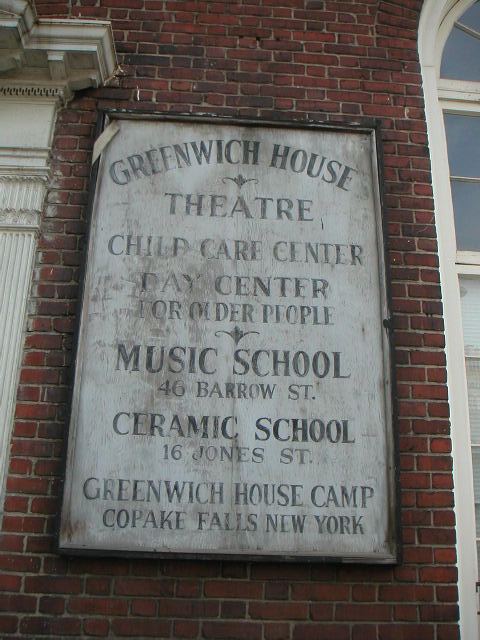 GREENWICH HOUSE
THEATRE
CHILD CARE CENTER
DAY CENTER
FOR OLDER PEOPLE
MUSIC SCHOOL
46 BARROW ST.
CERAMIC SCHOOL
16 JONES ST.
GREENWICH HOUSE CAMP
COPAKE FALLS NEW YORK